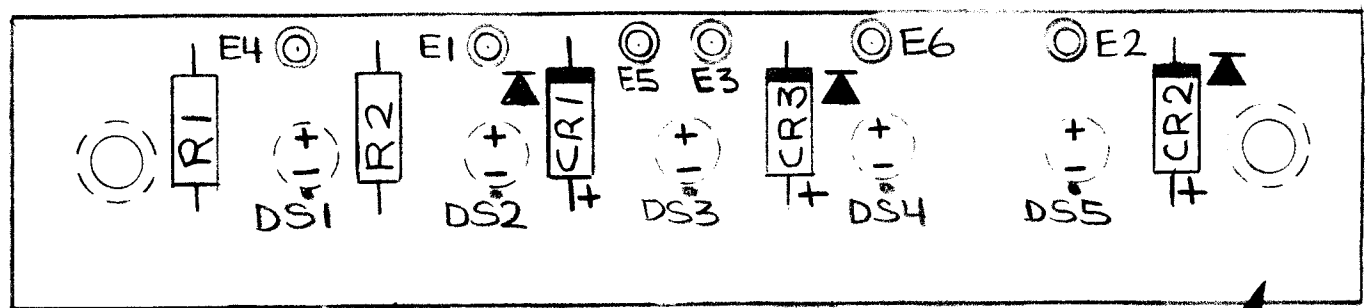 E4 E1 E5 E3 E6 E2
R1 R2 CR1 CR3 CR2
+ + + + +
- - - - -
+ + +
DS1 DS2 DS3 DS4 DS5